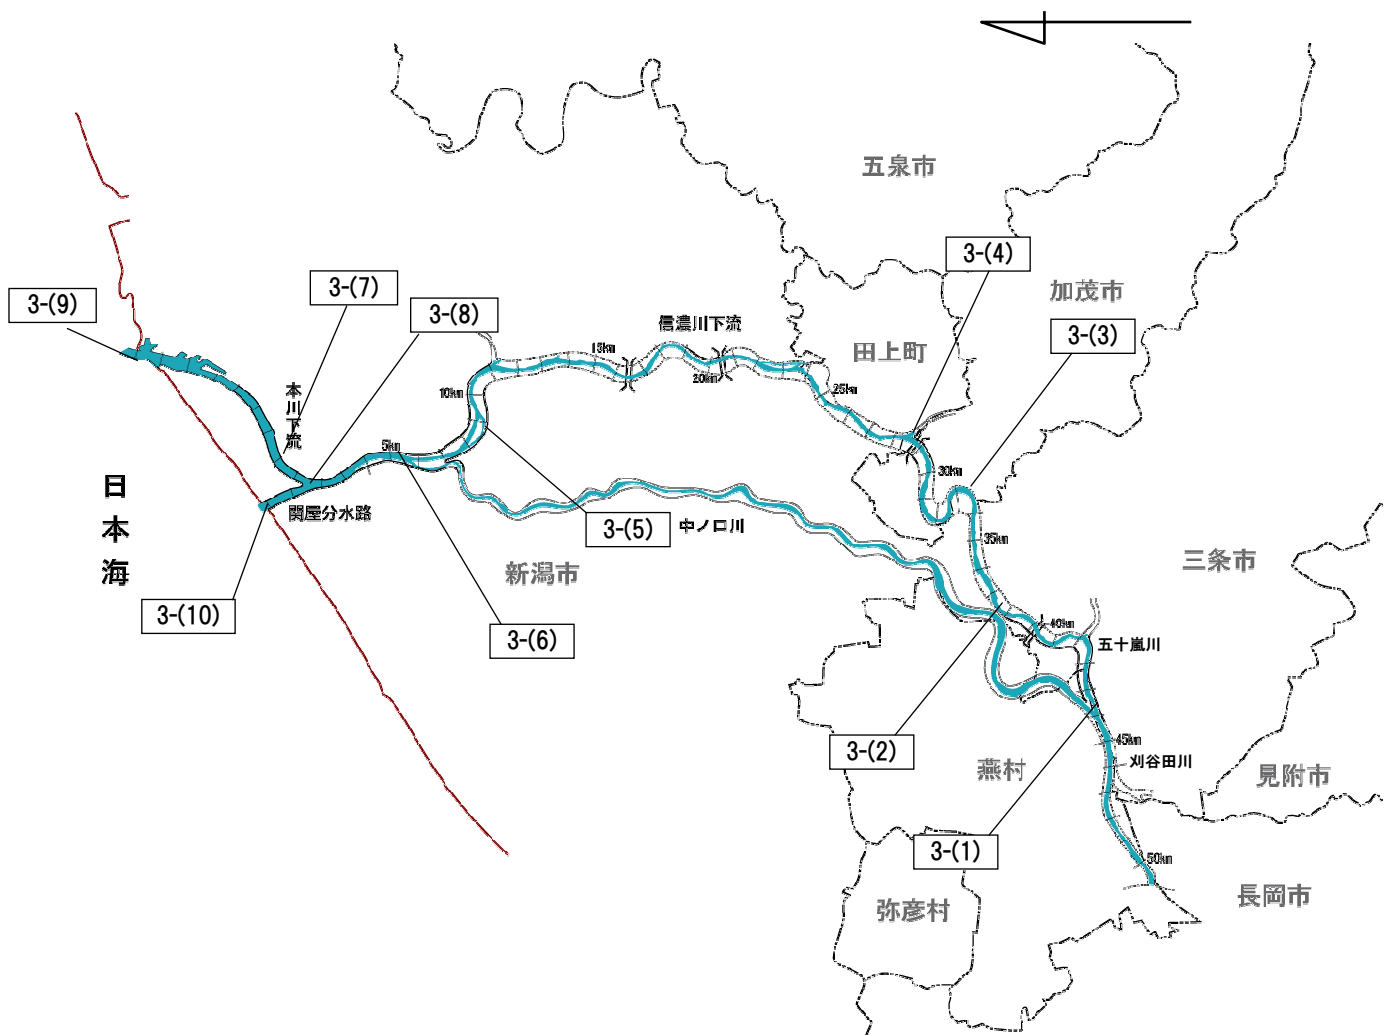 五泉市
3-(4)
加茂市
3-(7)
3-(9)
3-(8)
信濃川下流
3-(3)
15km
田上町
20km
25km
本川下流
10km
5km
30km
日本海
関屋分水路
3-(5)
中ノ口川
35km
新潟市
三条市
3-(10)
3-(6)
40km
五十嵐川
3-(2)
45km
刈谷田川
燕村
見附市
3-(1)
50km
弥彦村
長岡市